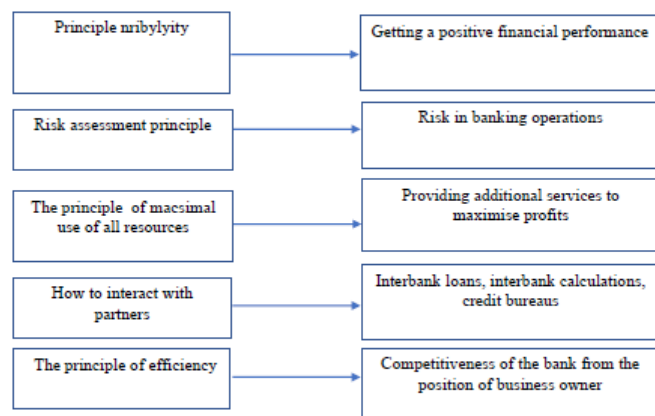 Principle nribylyity
Getting a positive financial performance
Risk assessment principle
Risk in banking operations
The principle of macsimal
use of all resources
Providing additional services to
maximise profits
How to interact with
partners
Interbank loans, interbank calculations,
credit bureaus
The principle of efficiency
Competitiveness of the bank from the
position of business owner